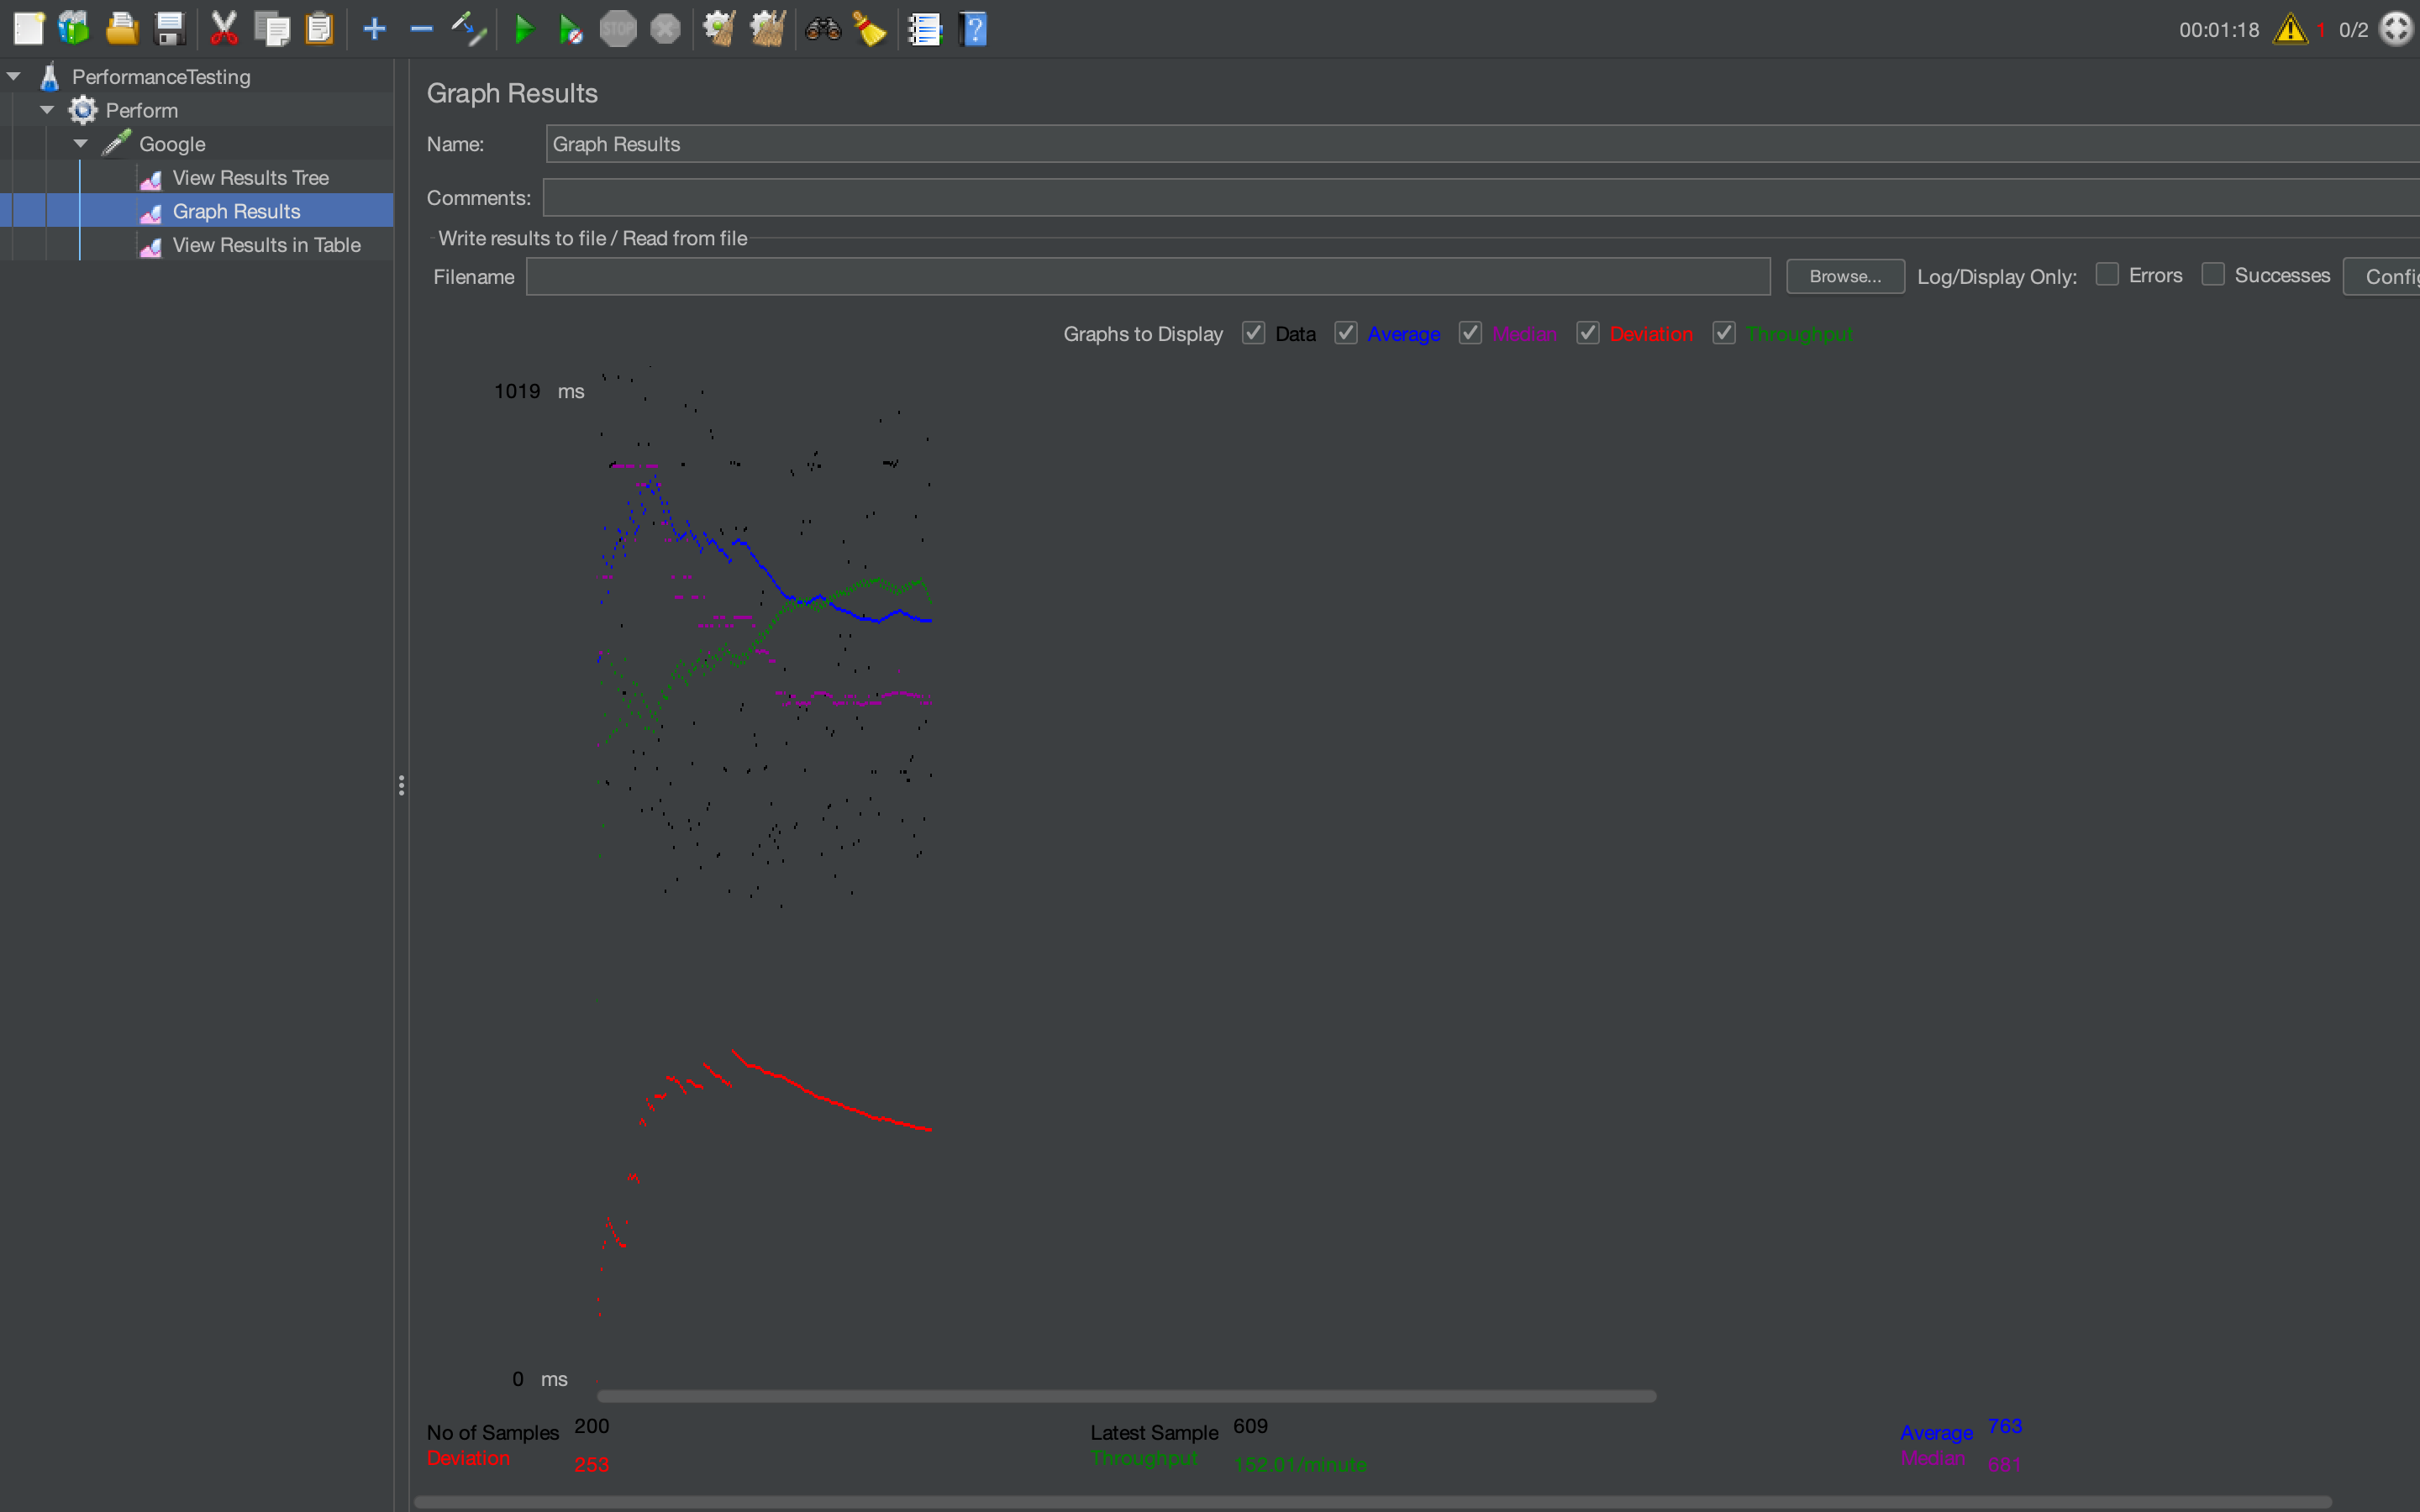 STOP
00:01:18 1 0/2
PerformanceTesting
Perform
Google
View Results Tree
Graph Results
View Results in Table
Graph Results
Name: Graph Results
Comments:
Write results to file / Read from file
Filename Browse... Log/Display Only: Errors Successes Config
Graphs to Display Data Average Median Deviation Throughput
1019 ms
0 ms
No of Samples 200 Latest Sample 609 Average 763
Deviation 253 Throughput 152.01/minute Median 681